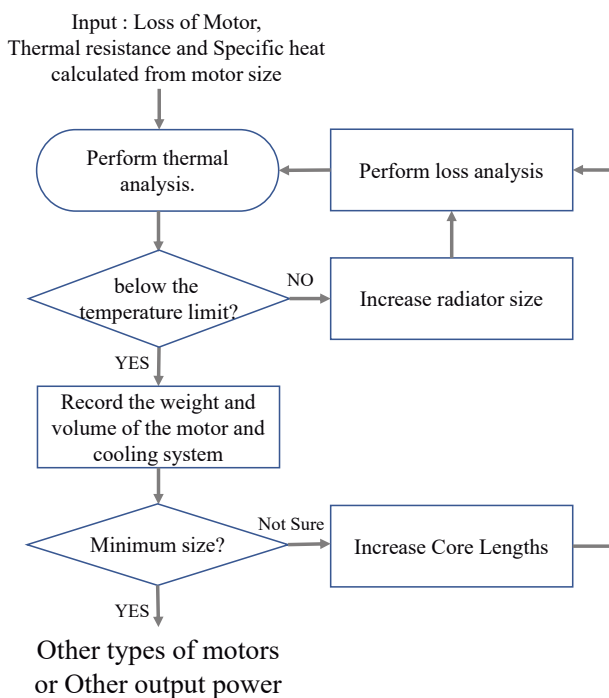 Input : Loss of Motor,
Thermal resistance and Specific heat
calculated from motor size
Perform thermal
analysis.
Perform loss analysis
below the
temperature limit?
NO
Increase radiator size
YES
Record the weight and
volume of the motor and
cooling system
Minimum size?
Not Sure
Increase Core Lengths
YES
Other types of motors
or Other output power